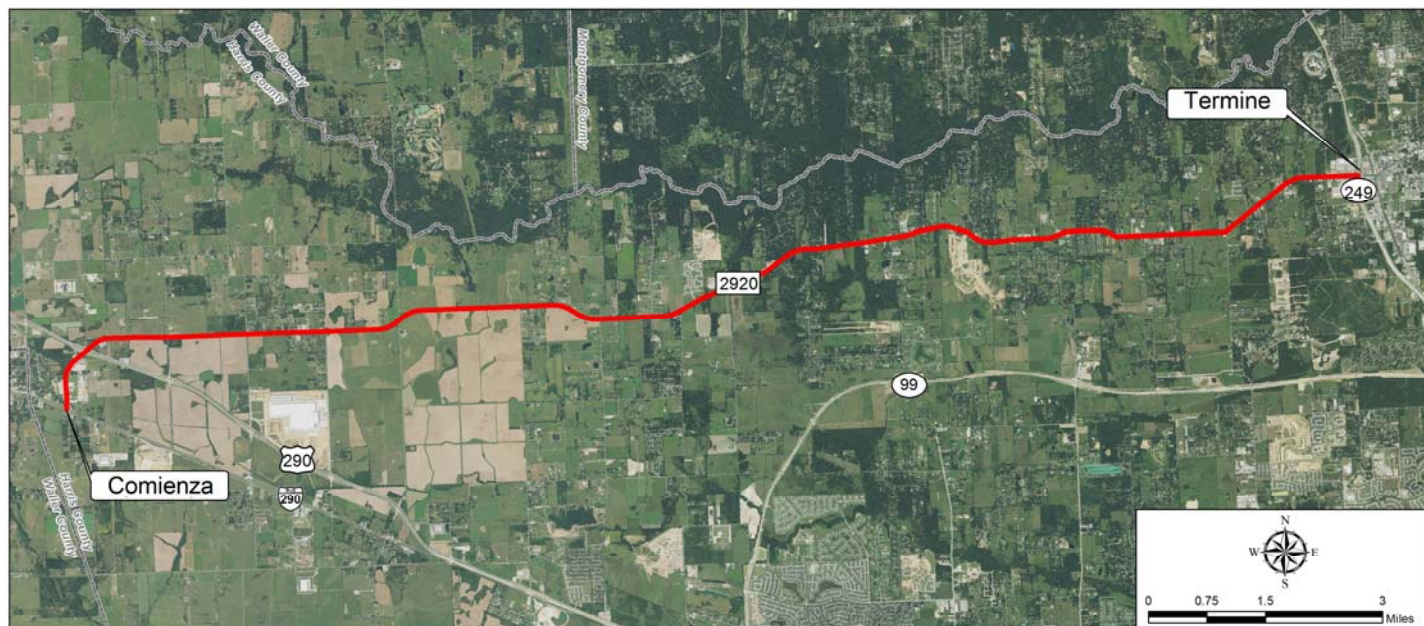 Waller County
Harris County
Montgomery County
Termine
249
2920
99
290
290
Comienza
Harris County
Waller County
N
W E
S
0 0.75 1.5 3
Miles